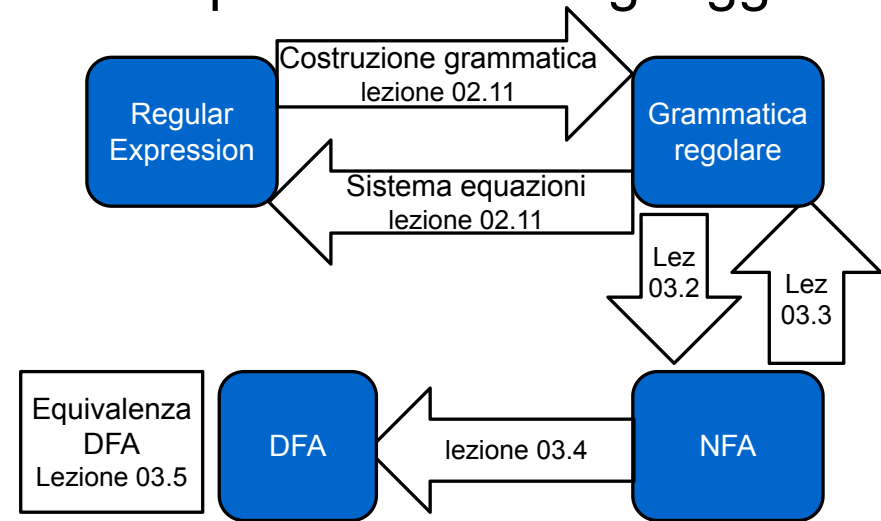 Costruzione grammatica
lezione 02.11
Regular
Expression
Grammatica
regolare
Sistema equazioni
lezione 02.11
Lez
03.2
Lez
03.3
Equivalenza
DFA
Lezione 03.5
DFA
lezione 03.4
NFA